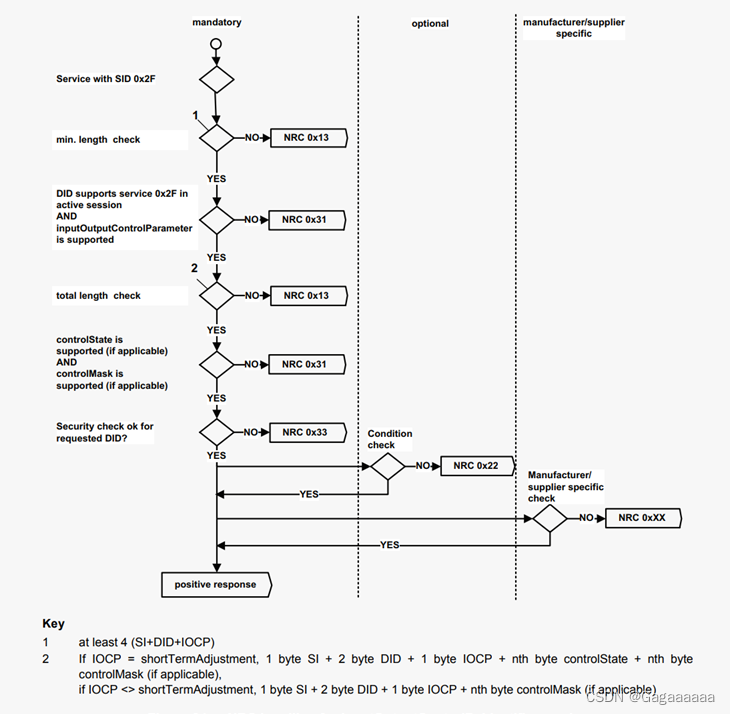 mandatory
optional
manufacturer/supplier
specific
Service with SID 0x2F
1
min. length check
NO
NRC 0x13
YES
DID supports service 0x2F in
active session
AND
inputOutputControlParameter
is supported
NO
NRC 0x31
YES
2
total length check
NO
NRC 0x13
YES
controlState is
supported (if applicable)
AND
controlMask is
supported (if applicable)
NO
NRC 0x31
YES
Security check ok for
requested DID?
NO
NRC 0x33
YES
Condition
check
NO
NRC 0x22
YES
Manufacturer/
supplier specific
check
NO
NRC 0xXX
YES
positive response
Key
1 at least 4 (SI+DID+IOCP)
2 If IOCP = shortTermAdjustment, 1 byte SI + 2 byte DID + 1 byte IOCP + nth byte controlState + nth byte
controlMask (if applicable),
if IOCP <> shortTermAdjustment, 1 byte SI + 2 byte DID + 1 byte IOCP + nth byte controlMask (if applicable)
CSDN @Gagaaaaaa